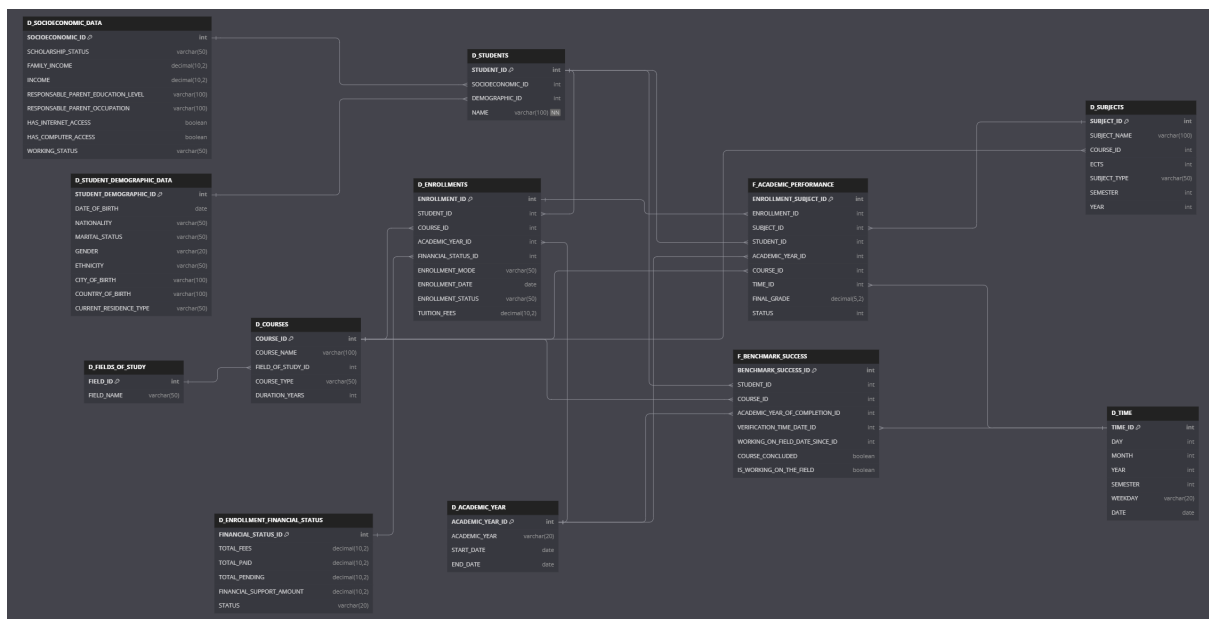 D_SOCIOECONOMIC_DATA
SOCIOECONOMIC_ID int
SCHOLARSHIP_STATUS varchar(50)
FAMILY_INCOME decimal(10,2)
INCOME decimal(10,2)
RESPONSABLE_PARENT_EDUCATION_LEVEL varchar(100)
RESPONSABLE_PARENT_OCCUPATION varchar(100)
HAS_INTERNET_ACCESS boolean
HAS_COMPUTER_ACCESS boolean
WORKING_STATUS varchar(50)
D_STUDENTS
STUDENT_ID int
SOCIOECONOMIC_ID int
DEMOGRAPHIC_ID int
NAME varchar(100) NN
D_SUBJECTS
SUBJECT_ID int
SUBJECT_NAME varchar(100)
COURSE_ID int
ECTS int
SUBJECT_TYPE varchar(50)
SEMESTER int
YEAR int
D_STUDENT_DEMOGRAPHIC_DATA
STUDENT_DEMOGRAPHIC_ID int
DATE_OF_BIRTH date
NATIONALITY varchar(50)
MARITAL_STATUS varchar(50)
GENDER varchar(20)
ETHNICITY varchar(50)
CITY_OF_BIRTH varchar(100)
COUNTRY_OF_BIRTH varchar(100)
CURRENT_RESIDENCE_TYPE varchar(50)
D_ENROLLMENTS
ENROLLMENT_ID int
STUDENT_ID int
COURSE_ID int
ACADEMIC_YEAR_ID int
FINANCIAL_STATUS_ID int
ENROLLMENT_MODE varchar(50)
ENROLLMENT_DATE date
ENROLLMENT_STATUS varchar(50)
TUITION_FEES decimal(10,2)
F_ACADEMIC_PERFORMANCE
ENROLLMENT_SUBJECT_ID int
ENROLLMENT_ID int
SUBJECT_ID int
STUDENT_ID int
ACADEMIC_YEAR_ID int
COURSE_ID int
TIME_ID int
FINAL_GRADE decimal(5,2)
STATUS int
D_COURSES
COURSE_ID int
COURSE_NAME varchar(100)
FIELD_OF_STUDY_ID int
COURSE_TYPE varchar(50)
DURATION_YEARS int
D_FIELDS_OF_STUDY
FIELD_ID int
FIELD_NAME varchar(50)
F_BENCHMARK_SUCCESS
BENCHMARK_SUCCESS_ID int
STUDENT_ID int
COURSE_ID int
ACADEMIC_YEAR_OF_COMPLETION_ID int
VERIFICATION_TIME_DATE_ID int
WORKING_ON_FIELD_DATE_SINCE_ID int
COURSE_CONCLUDED boolean
IS_WORKING_ON_THE_FIELD boolean
D_TIME
TIME_ID int
DAY int
MONTH int
YEAR int
SEMESTER int
WEEKDAY varchar(20)
DATE date
D_ENROLLMENT_FINANCIAL_STATUS
FINANCIAL_STATUS_ID int
TOTAL_FEES decimal(10,2)
TOTAL_PAID decimal(10,2)
TOTAL_PENDING decimal(10,2)
FINANCIAL_SUPPORT_AMOUNT decimal(10,2)
STATUS varchar(20)
D_ACADEMIC_YEAR
ACADEMIC_YEAR_ID int
ACADEMIC_YEAR varchar(20)
START_DATE date
END_DATE date